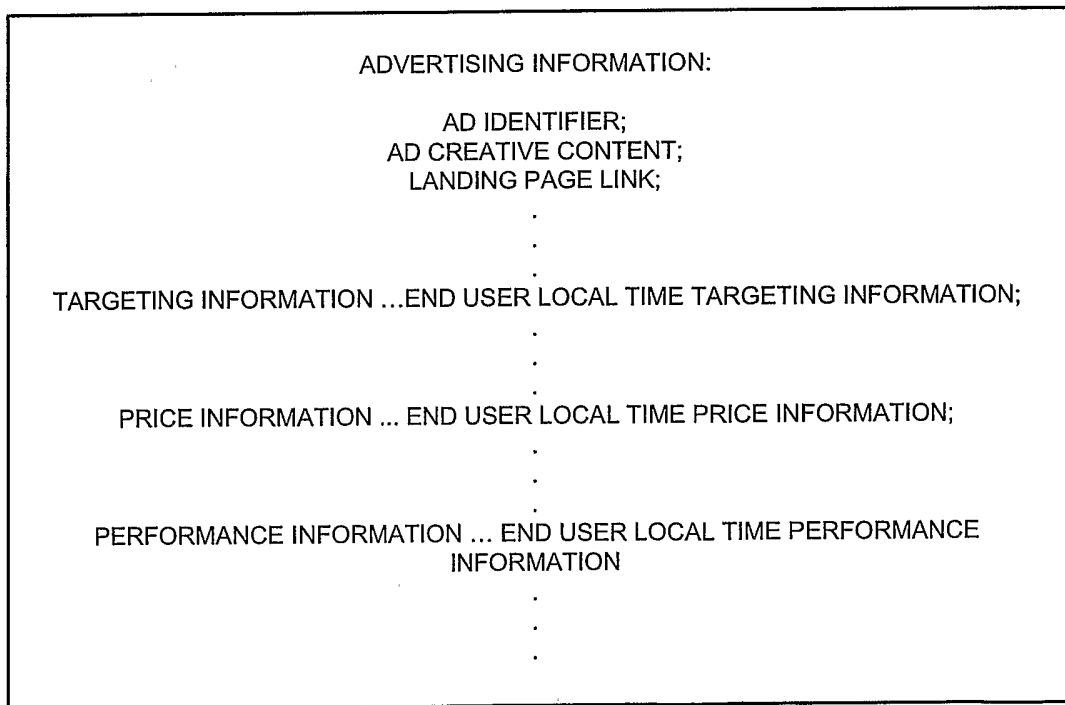 ADVERTISING INFORMATION:
AD IDENTIFIER;
AD CREATIVE CONTENT;
LANDING PAGE LINK;
.
.
.
TARGETING INFORMATION ...END USER LOCAL TIME TARGETING INFORMATION;
.
.
.
PRICE INFORMATION ... END USER LOCAL TIME PRICE INFORMATION;
.
.
.
PERFORMANCE INFORMATION ... END USER LOCAL TIME PERFORMANCE
INFORMATION
.
.
.